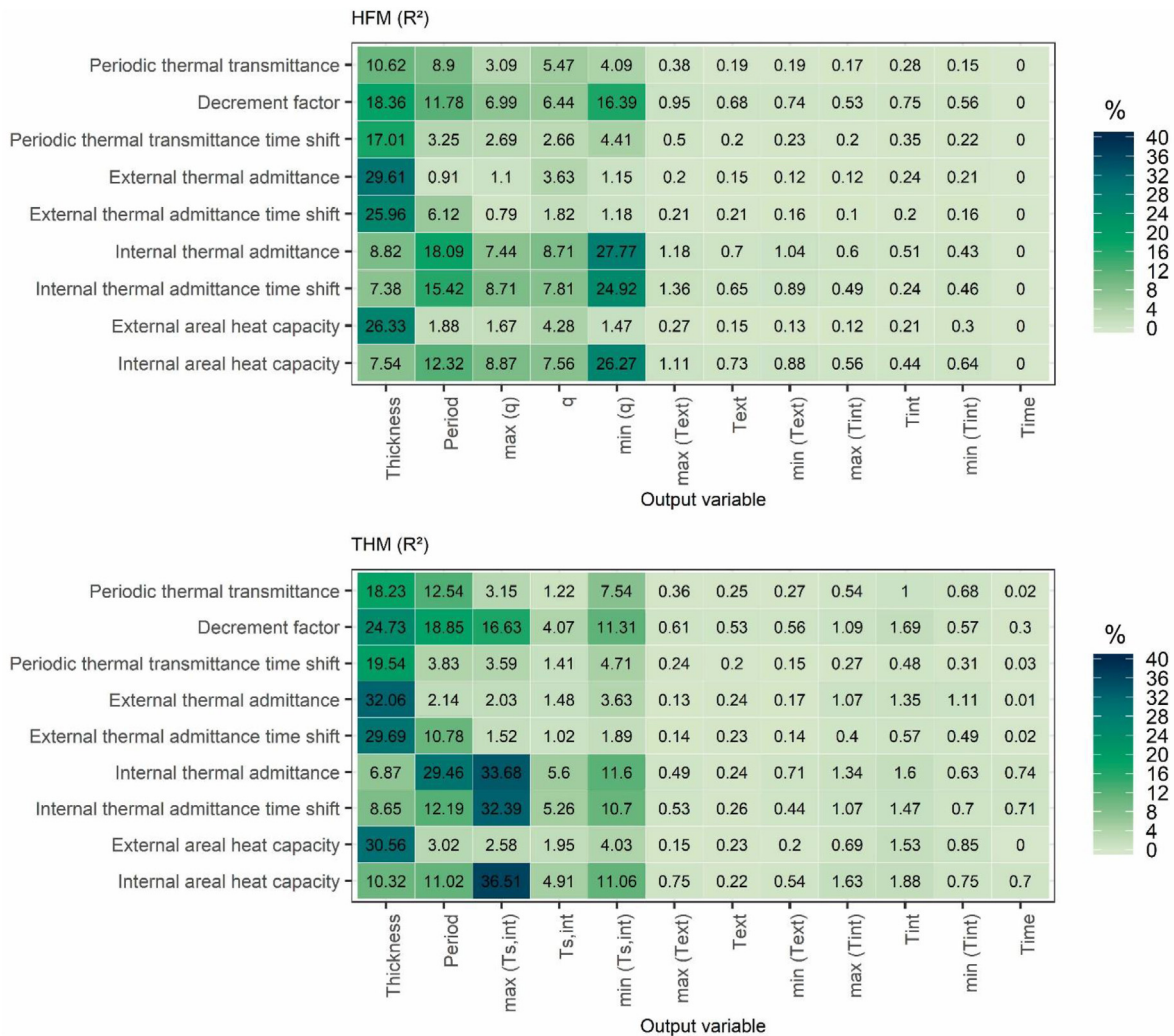 HFM (R²)
Periodic thermal transmittance 10.62 8.9 3.09 5.47 4.09 0.38 0.19 0.19 0.17 0.28 0.15 0
Decrement factor 18.36 11.78 6.99 6.44 16.39 0.95 0.68 0.74 0.53 0.75 0.56 0
Periodic thermal transmittance time shift 17.01 3.25 2.69 2.66 4.41 0.5 0.2 0.23 0.2 0.35 0.22 0
External thermal admittance 29.61 0.91 1.1 3.63 1.15 0.2 0.15 0.12 0.12 0.24 0.21 0
External thermal admittance time shift 25.96 6.12 0.79 1.82 1.18 0.21 0.21 0.16 0.1 0.2 0.16 0
Internal thermal admittance 8.82 18.09 7.44 8.71 27.77 1.18 0.7 1.04 0.6 0.51 0.43 0
Internal thermal admittance time shift 7.38 15.42 8.71 7.81 24.92 1.36 0.65 0.89 0.49 0.24 0.46 0
External areal heat capacity 26.33 1.88 1.67 4.28 1.47 0.27 0.15 0.13 0.12 0.21 0.3 0
Internal areal heat capacity 7.54 12.32 8.87 7.56 26.27 1.11 0.73 0.88 0.56 0.44 0.64 0
Thickness Period max (q) q min (q) max (Text) Text min (Text) max (Tint) Tint min (Tint) Time
Output variable
%
40
36
32
28
24
20
16
12
8
4
0
THM (R²)
Periodic thermal transmittance 18.23 12.54 3.15 1.22 7.54 0.36 0.25 0.27 0.54 1 0.68 0.02
Decrement factor 24.73 18.85 16.63 4.07 11.31 0.61 0.53 0.56 1.09 1.69 0.57 0.3
Periodic thermal transmittance time shift 19.54 3.83 3.59 1.41 4.71 0.24 0.2 0.15 0.27 0.48 0.31 0.03
External thermal admittance 32.06 2.14 2.03 1.48 3.63 0.13 0.24 0.17 1.07 1.35 1.11 0.01
External thermal admittance time shift 29.69 10.78 1.52 1.02 1.89 0.14 0.23 0.14 0.4 0.57 0.49 0.02
Internal thermal admittance 6.87 29.46 33.68 5.6 11.6 0.49 0.24 0.71 1.34 1.6 0.63 0.74
Internal thermal admittance time shift 8.65 12.19 32.39 5.26 10.7 0.53 0.26 0.44 1.07 1.47 0.7 0.71
External areal heat capacity 30.56 3.02 2.58 1.95 4.03 0.15 0.23 0.2 0.69 1.53 0.85 0
Internal areal heat capacity 10.32 11.02 36.51 4.91 11.06 0.75 0.22 0.54 1.63 1.88 0.75 0.7
Thickness Period max (Ts,int) Ts,int min (Ts,int) max (Text) Text min (Text) max (Tint) Tint min (Tint) Time
Output variable
%
40
36
32
28
24
20
16
12
8
4
0